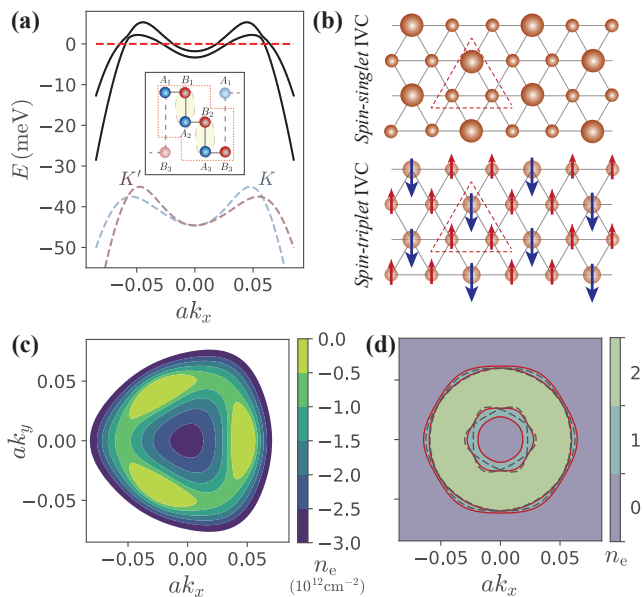 (a)
E (meV)
0
−10
−20
−30
−40
−50
A₁ B₁ A₁
B₂
A₂
B₃ A₃ B₃
K′ K
−0.05 0.00 0.05
akₓ
(b)
Spin-singlet IVC
Spin-triplet IVC
(c)
ak_y
0.05
0.00
−0.05
−0.05 0.00 0.05
akₓ
0.0
−0.5
−1.0
−1.5
−2.0
−2.5
−3.0
nₑ
(10¹²cm⁻²)
(d)
−0.05 0.00 0.05
akₓ
2
1
0
nₑ